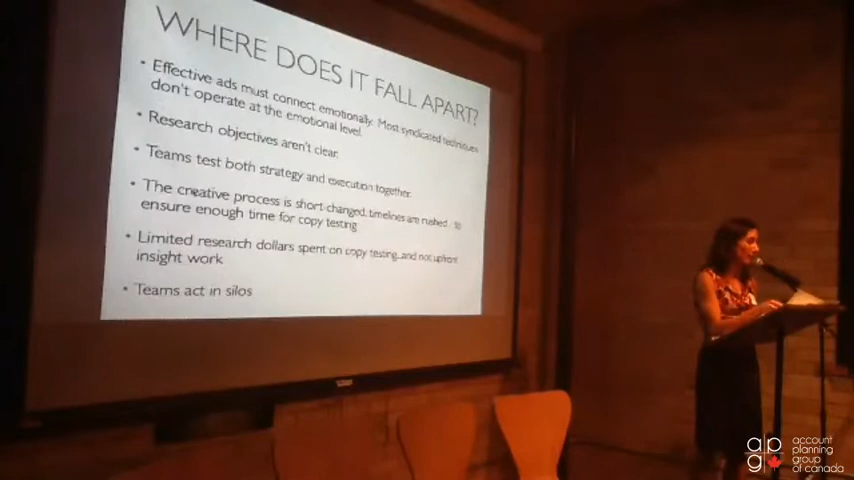 WHERE DOES IT FALL APART?
• Effective ads must connect emotionally. Most syndicated techniques
don't operate at the emotional level.
• Research objectives aren't clear.
• Teams test both strategy and execution together.
• The creative process is short-changed, timelines are rushed to
ensure enough time for copy testing
• Limited research dollars spent on copy testing...and not upfront
insight work
• Teams act in silos
apg
account
planning
group
of canada